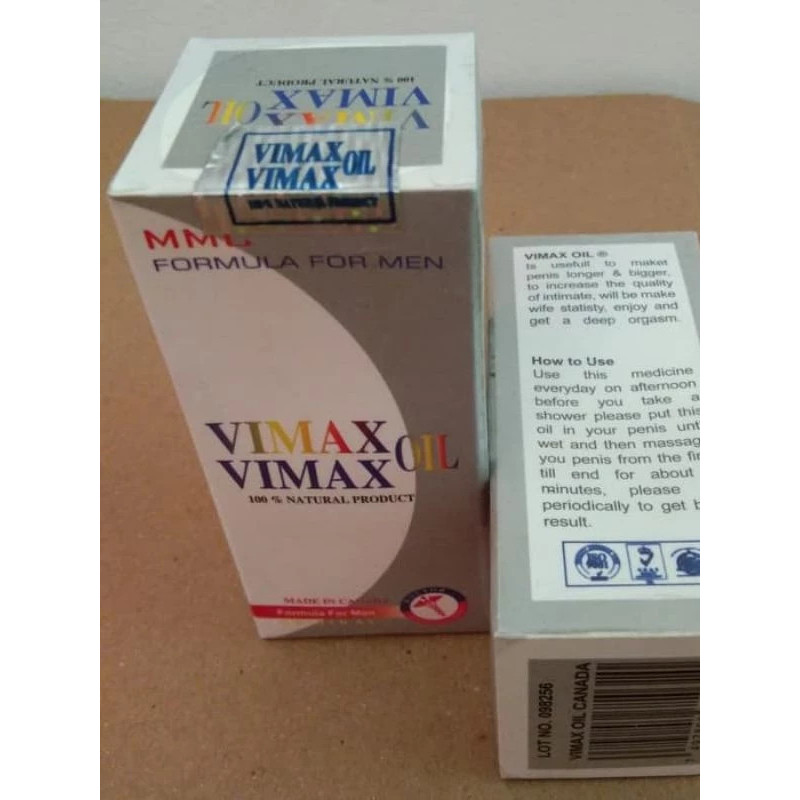 100 % NATURAL PRODUCT
VIMAX OIL
VIMAX
VIMAX OIL
VIMAX
100% NATURAL PRODUCT
FORMULA FOR MEN
VIMAX OIL
VIMAX
100 % NATURAL PRODUCT
MADE IN
Formula For Men
VIMAX OIL ®
Is usefull to maket
penis longer & bigger,
to increase the quality
of intimate, will be make
wife statisty, enjoy and
get a deep orgasm.
How to Use
Use this medicine
everyday on afternoon
before you take a
shower please put this
oil in your penis
wet and then
you penis from the
till end for about
minutes, please
periodically to get
result.
ISO
LOT NO. 098256
VIMAX OIL CANADA